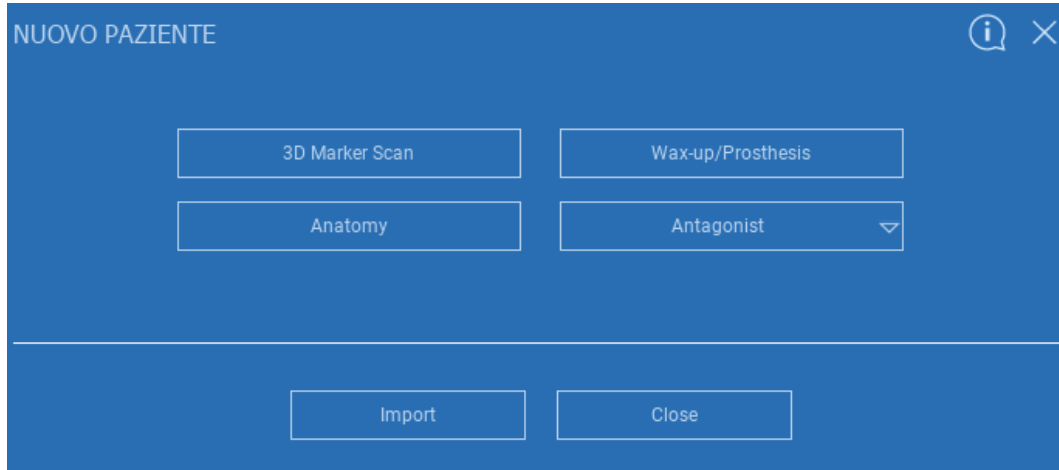 NUOVO PAZIENTE
3D Marker Scan
Wax-up/Prosthesis
Anatomy
Antagonist
Import
Close